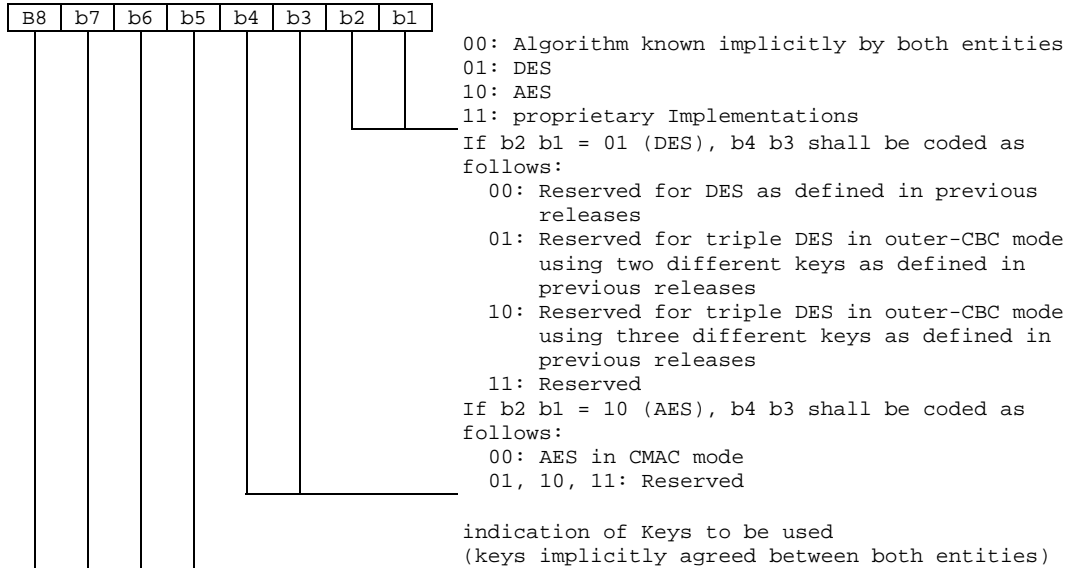 B8 b7 b6 b5 b4 b3 b2 b1
00: Algorithm known implicitly by both entities
01: DES
10: AES
11: proprietary Implementations
If b2 b1 = 01 (DES), b4 b3 shall be coded as
follows:
00: Reserved for DES as defined in previous
releases
01: Reserved for triple DES in outer-CBC mode
using two different keys as defined in
previous releases
10: Reserved for triple DES in outer-CBC mode
using three different keys as defined in
previous releases
11: Reserved
If b2 b1 = 10 (AES), b4 b3 shall be coded as
follows:
00: AES in CMAC mode
01, 10, 11: Reserved
indication of Keys to be used
(keys implicitly agreed between both entities)